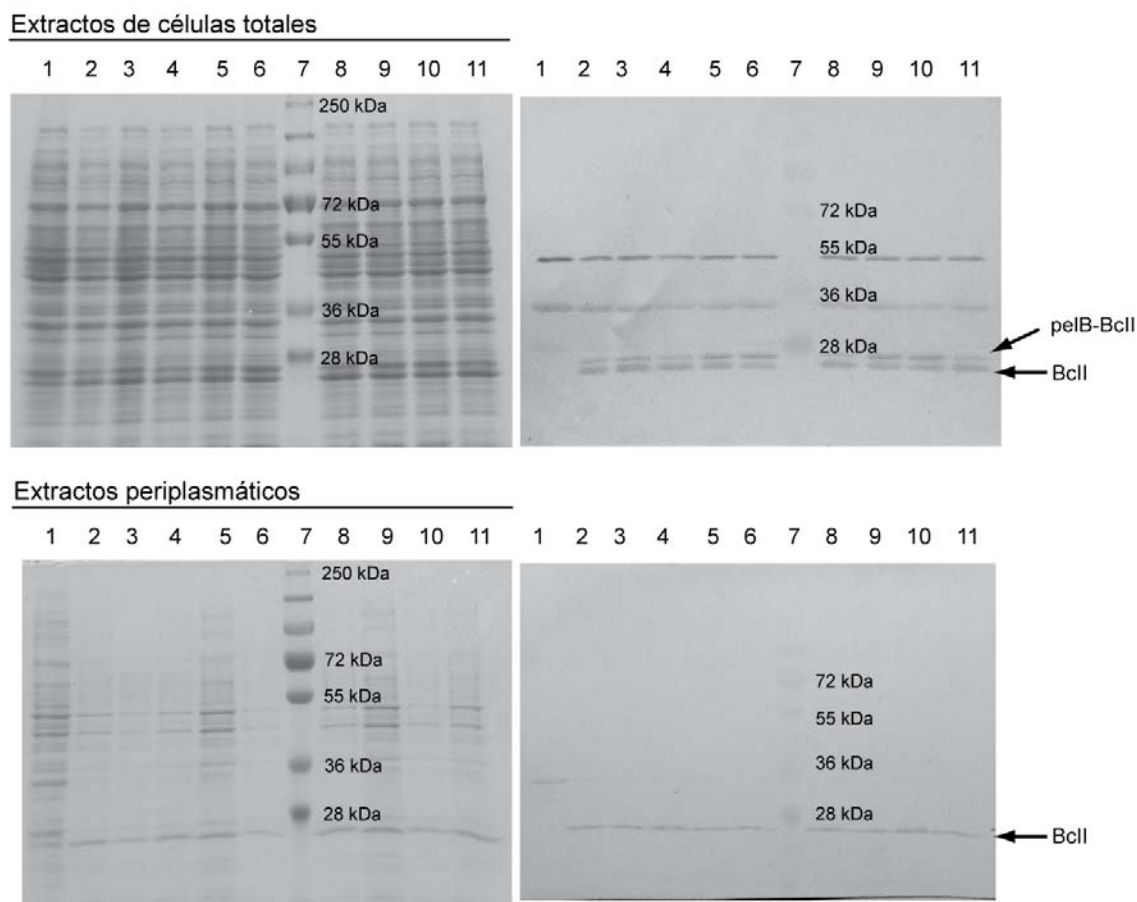 Extractos de células totales
1 2 3 4 5 6 7 8 9 10 11
250 kDa
72 kDa
55 kDa
36 kDa
28 kDa
1 2 3 4 5 6 7 8 9 10 11
72 kDa
55 kDa
36 kDa
28 kDa
pelB-BcII
BcII
Extractos periplasmáticos
1 2 3 4 5 6 7 8 9 10 11
250 kDa
72 kDa
55 kDa
36 kDa
28 kDa
1 2 3 4 5 6 7 8 9 10 11
72 kDa
55 kDa
36 kDa
28 kDa
BcII